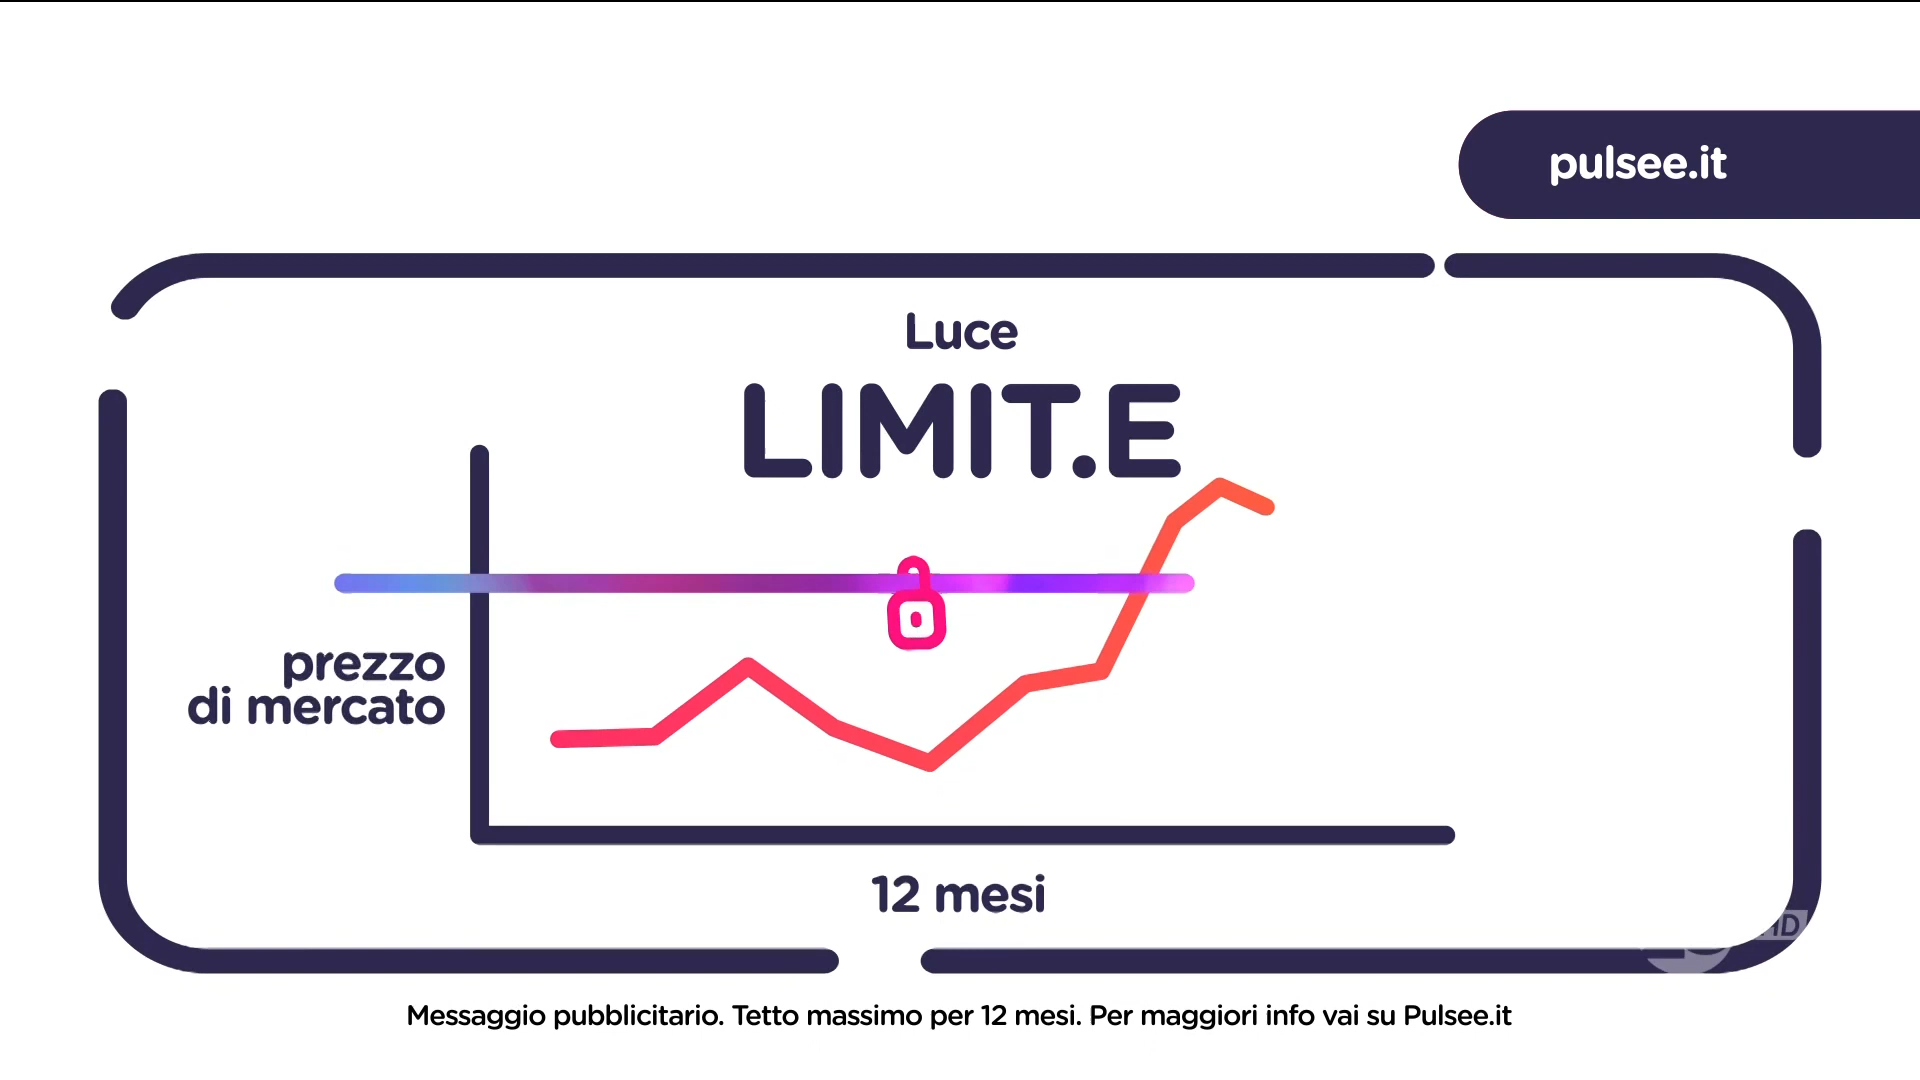 pulsee.it
Luce
LIMIT.E
prezzo
di mercato
12 mesi
HD
Messaggio pubblicitario. Tetto massimo per 12 mesi. Per maggiori info vai su Pulsee.it